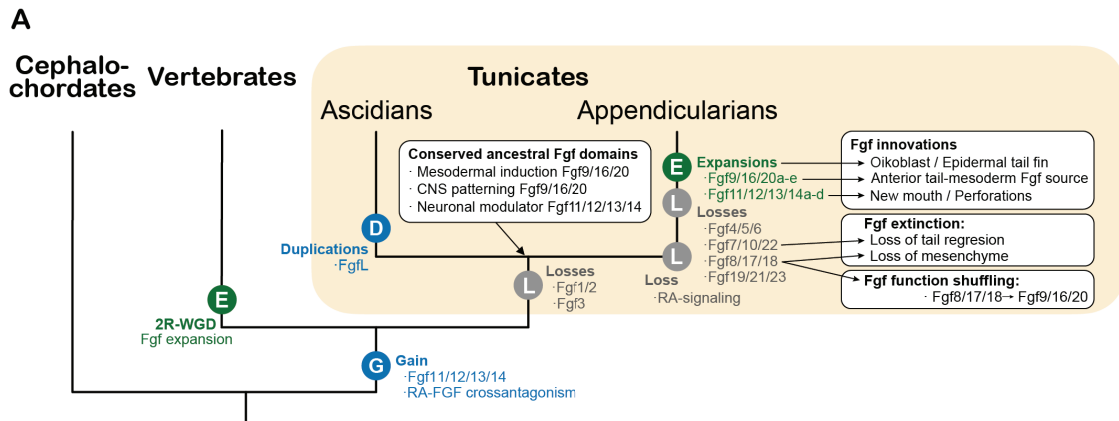 A
Cephalo-
chordates
Vertebrates
Tunicates
Ascidians
Appendicularians
Conserved ancestral Fgf domains
· Mesodermal induction Fgf9/16/20
· CNS patterning Fgf9/16/20
· Neuronal modulator Fgf11/12/13/14
E
Expansions
·Fgf9/16/20a-e
·Fgf11/12/13/14a-d
L
Losses
·Fgf4/5/6
·Fgf7/10/22
·Fgf8/17/18
·Fgf19/21/23
L
Loss
·RA-signaling
Fgf innovations
Oikoblast / Epidermal tail fin
Anterior tail-mesoderm Fgf source
New mouth / Perforations
Fgf extinction:
Loss of tail regresion
Loss of mesenchyme
Fgf function shuffling:
· Fgf8/17/18→ Fgf9/16/20
D
Duplications
·FgfL
L
Losses
·Fgf1/2
·Fgf3
E
2R-WGD
Fgf expansion
G
Gain
·Fgf11/12/13/14
·RA-FGF crossantagonism